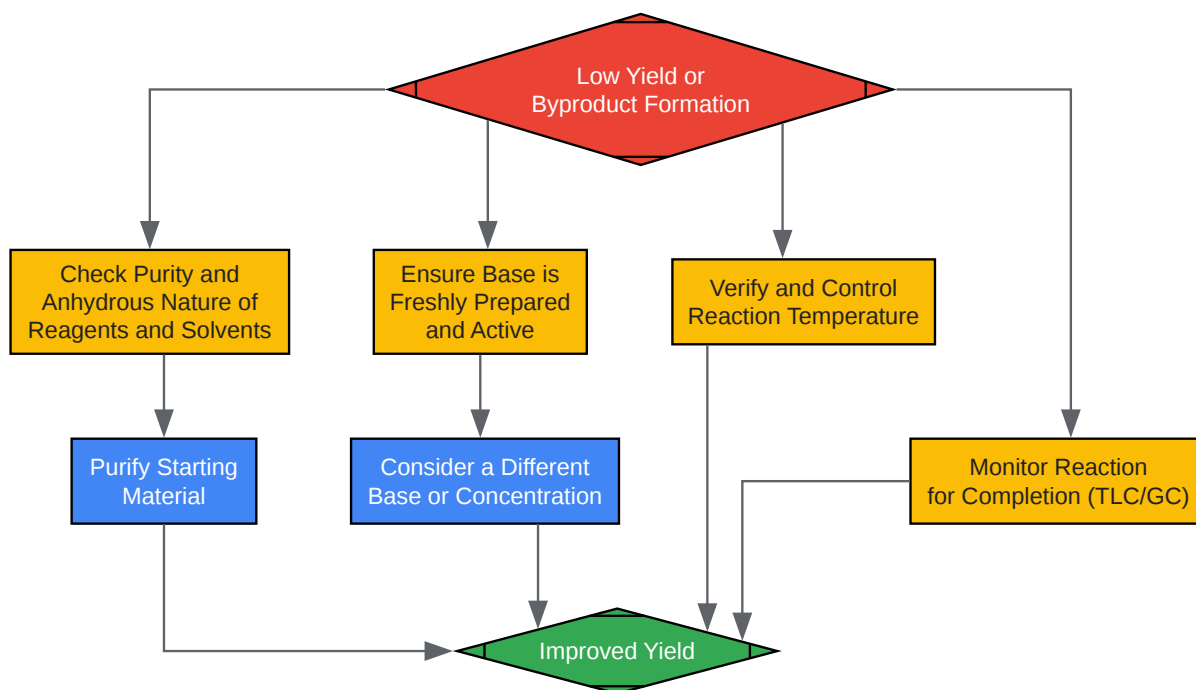 Low Yield or
Byproduct Formation
Check Purity and
Anhydrous Nature of
Reagents and Solvents
Ensure Base is
Freshly Prepared
and Active
Verify and Control
Reaction Temperature
Purify Starting
Material
Consider a Different
Base or Concentration
Monitor Reaction
for Completion (TLC/GC)
Improved Yield